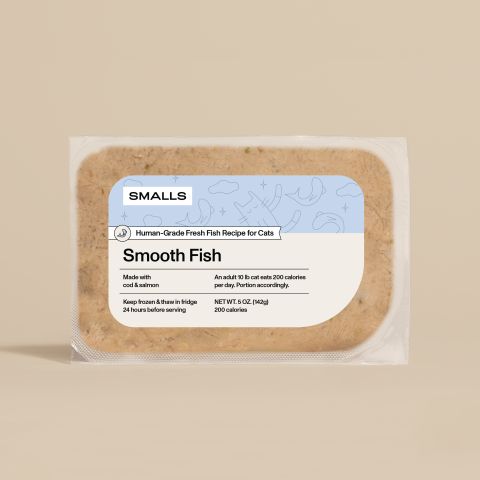 SMALLS
Human-Grade Fresh Fish Recipe for Cats
Smooth Fish
Made with
cod & salmon
An adult 10 lb cat eats 200 calories
per day. Portion accordingly.
Keep frozen & thaw in fridge
24 hours before serving
NET WT. 5 OZ. (142g)
200 calories